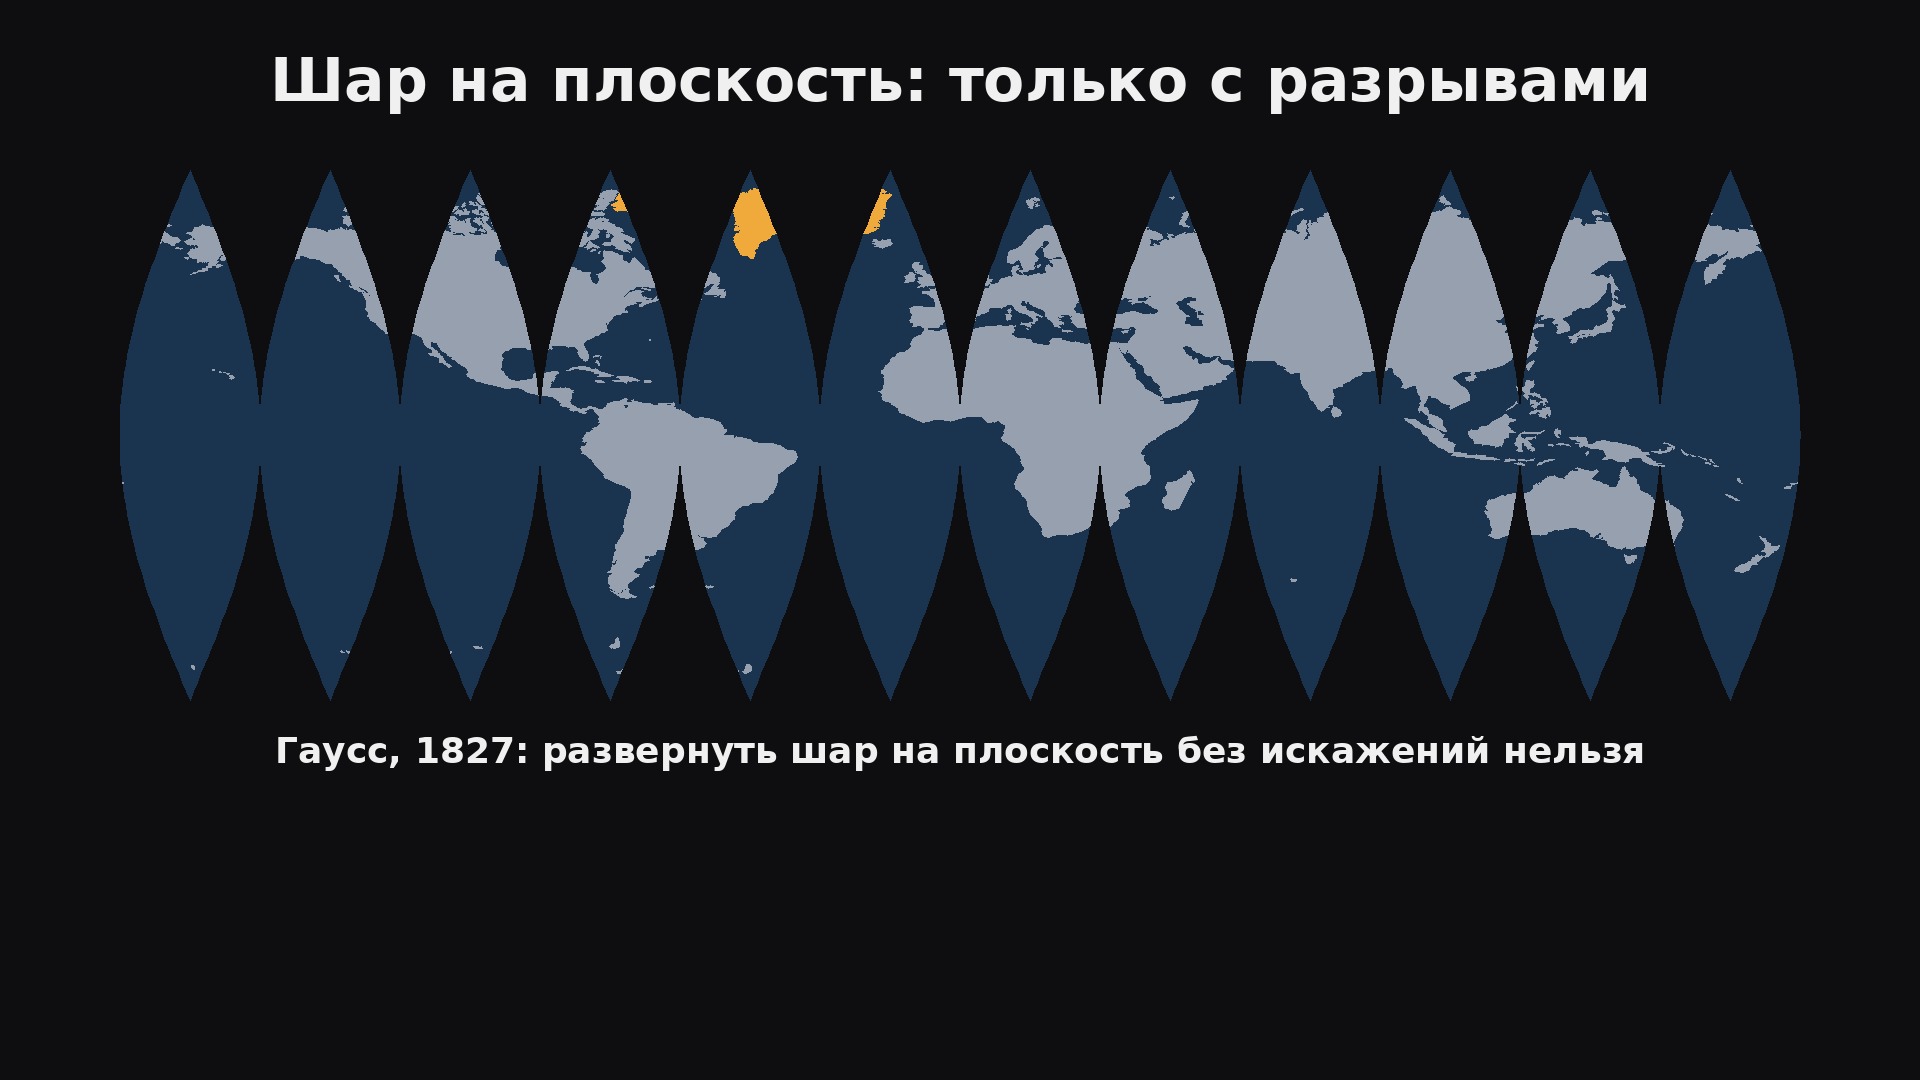 Шар на плоскость: только с разрывами
Гаусс, 1827: развернуть шар на плоскость без искажений нельзя